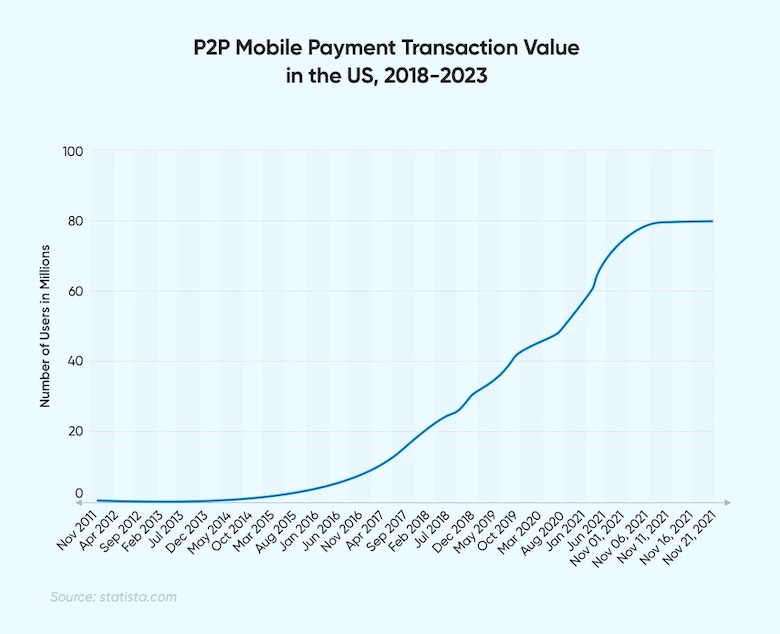 P2P Mobile Payment Transaction Value
in the US, 2018-2023
100
80
60
40
20
0
Number of Users in Millions
Nov 2011
Apr 2012
Sep 2012
Feb 2013
Jul 2013
Dec 2013
May 2014
Oct 2014
Mar 2015
Aug 2015
Jan 2016
Jun 2016
Nov 2016
Apr 2017
Sep 2017
Feb 2018
Jul 2018
Dec 2018
May 2019
Oct 2019
Mar 2020
Aug 2020
Jan 2021
Jun 2021
Nov 01, 2021
Nov 06, 2021
Nov 11, 2021
Nov 16, 2021
Nov 21, 2021
Source: statista.com